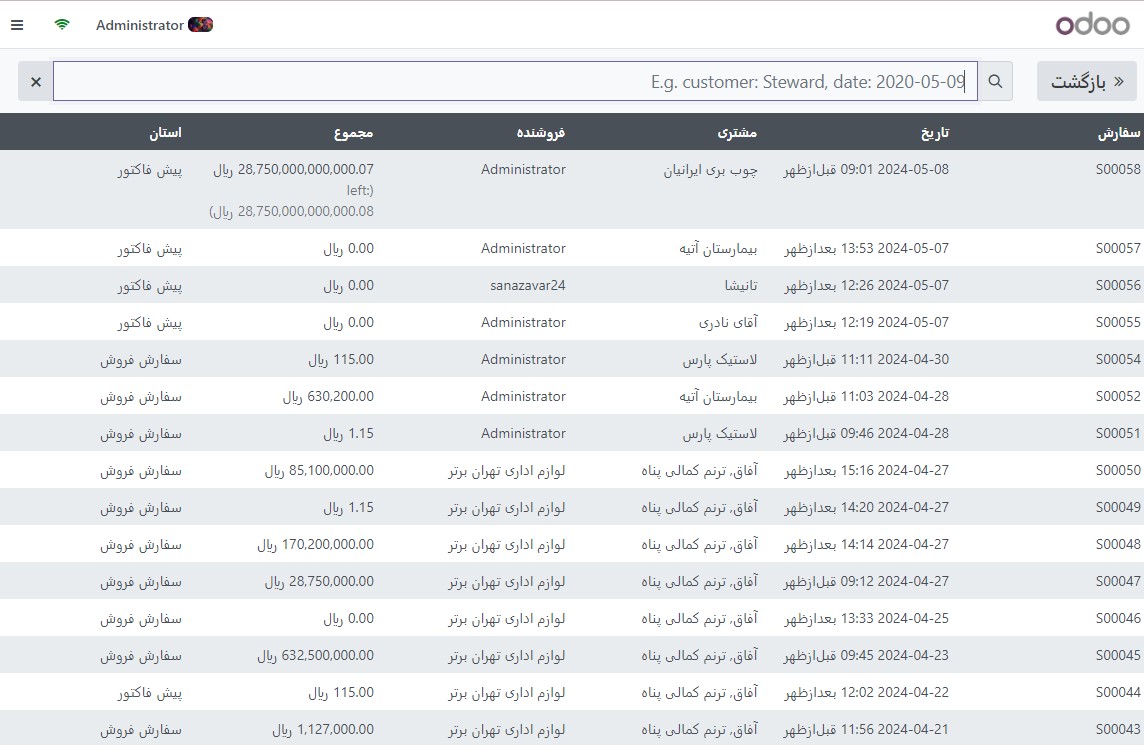 Administrator
odoo
« بازگشت
E.g. customer: Steward, date: 2020-05-09
سفارش تاریخ مشتری فروشنده مجموع استان
S00058 2024-05-08 09:01 قبل‌ازظهر چوب بری ایرانیان Administrator 28,750,000,000,000.07 ریال پیش فاکتور
(left:
28,750,000,000,000.08 ریال)
S00057 2024-05-07 13:53 بعدازظهر بیمارستان آتیه Administrator 0.00 ریال پیش فاکتور
S00056 2024-05-07 12:26 بعدازظهر تانیشا sanazavar24 0.00 ریال پیش فاکتور
S00055 2024-05-07 12:19 بعدازظهر آقای نادری Administrator 0.00 ریال پیش فاکتور
S00054 2024-04-30 11:11 قبل‌ازظهر لاستیک پارس Administrator 115.00 ریال سفارش فروش
S00052 2024-04-28 11:03 قبل‌ازظهر بیمارستان آتیه Administrator 630,200.00 ریال سفارش فروش
S00051 2024-04-28 09:46 قبل‌ازظهر لاستیک پارس Administrator 1.15 ریال سفارش فروش
S00050 2024-04-27 15:16 بعدازظهر آفاق, ترنم کمالی پناه لوازم اداری تهران برتر 85,100,000.00 ریال سفارش فروش
S00049 2024-04-27 14:20 بعدازظهر آفاق, ترنم کمالی پناه لوازم اداری تهران برتر 1.15 ریال سفارش فروش
S00048 2024-04-27 14:14 بعدازظهر آفاق, ترنم کمالی پناه لوازم اداری تهران برتر 170,200,000.00 ریال سفارش فروش
S00047 2024-04-27 09:12 قبل‌ازظهر آفاق, ترنم کمالی پناه لوازم اداری تهران برتر 28,750,000.00 ریال سفارش فروش
S00046 2024-04-25 13:33 بعدازظهر آفاق, ترنم کمالی پناه لوازم اداری تهران برتر 0.00 ریال سفارش فروش
S00045 2024-04-23 09:45 قبل‌ازظهر آفاق, ترنم کمالی پناه لوازم اداری تهران برتر 632,500,000.00 ریال سفارش فروش
S00044 2024-04-22 12:02 بعدازظهر آفاق, ترنم کمالی پناه لوازم اداری تهران برتر 115.00 ریال پیش فاکتور
S00043 2024-04-21 11:56 قبل‌ازظهر آفاق, ترنم کمالی پناه لوازم اداری تهران برتر 1,127,000.00 ریال سفارش فروش